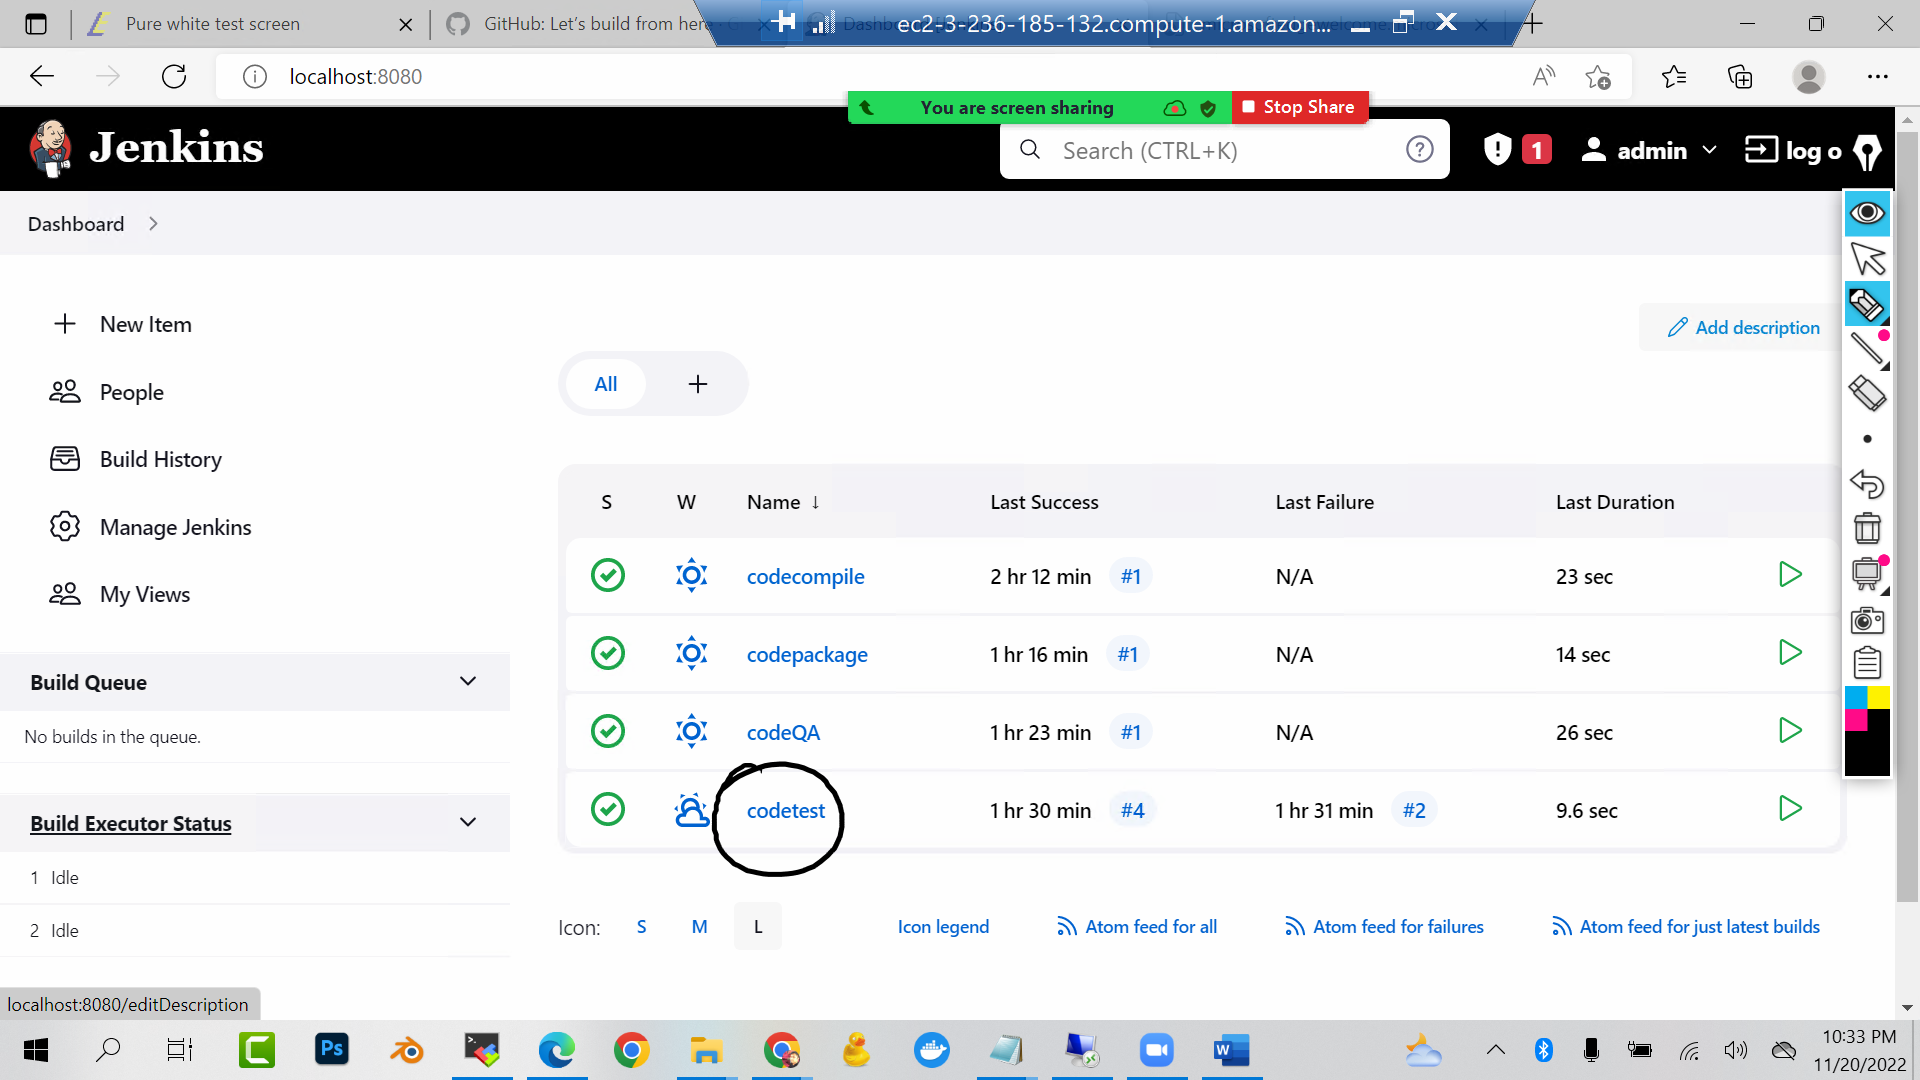 Pure white test screen
GitHub: Let's build from here
ec2-3-236-185-132.compute-1.amazon...
localhost:8080
You are screen sharing
Stop Share
Jenkins
Search (CTRL+K)
1
admin
log o
Dashboard
New Item
People
Build History
Manage Jenkins
My Views
Build Queue
No builds in the queue.
Build Executor Status
1 Idle
2 Idle
Add description
All
S W Name ↓ Last Success Last Failure Last Duration
codecompile 2 hr 12 min #1 N/A 23 sec
codepackage 1 hr 16 min #1 N/A 14 sec
codeQA 1 hr 23 min #1 N/A 26 sec
codetest 1 hr 30 min #4 1 hr 31 min #2 9.6 sec
Icon: S M L Icon legend Atom feed for all Atom feed for failures Atom feed for just latest builds
localhost:8080/editDescription
Ps
W
10:33 PM
11/20/2022